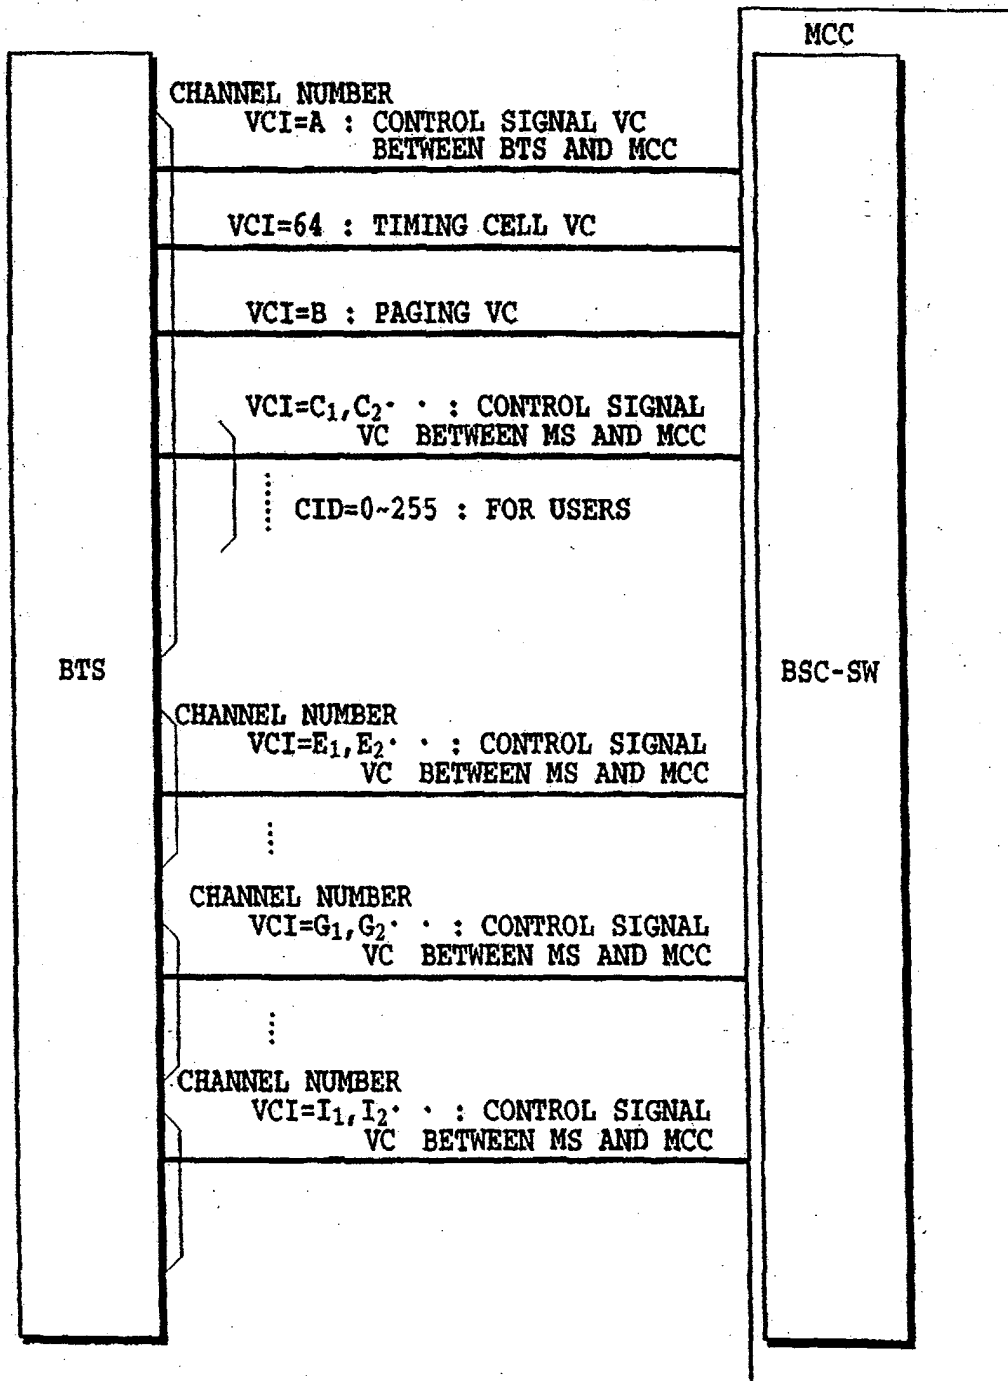 MCC
CHANNEL NUMBER
VCI=A : CONTROL SIGNAL VC
BETWEEN BTS AND MCC
VCI=64 : TIMING CELL VC
VCI=B : PAGING VC
VCI=C₁,C₂· · : CONTROL SIGNAL
VC BETWEEN MS AND MCC
CID=0~255 : FOR USERS
BTS
BSC-SW
CHANNEL NUMBER
VCI=E₁,E₂· · : CONTROL SIGNAL
VC BETWEEN MS AND MCC
CHANNEL NUMBER
VCI=G₁,G₂· · : CONTROL SIGNAL
VC BETWEEN MS AND MCC
CHANNEL NUMBER
VCI=I₁,I₂· · : CONTROL SIGNAL
VC BETWEEN MS AND MCC